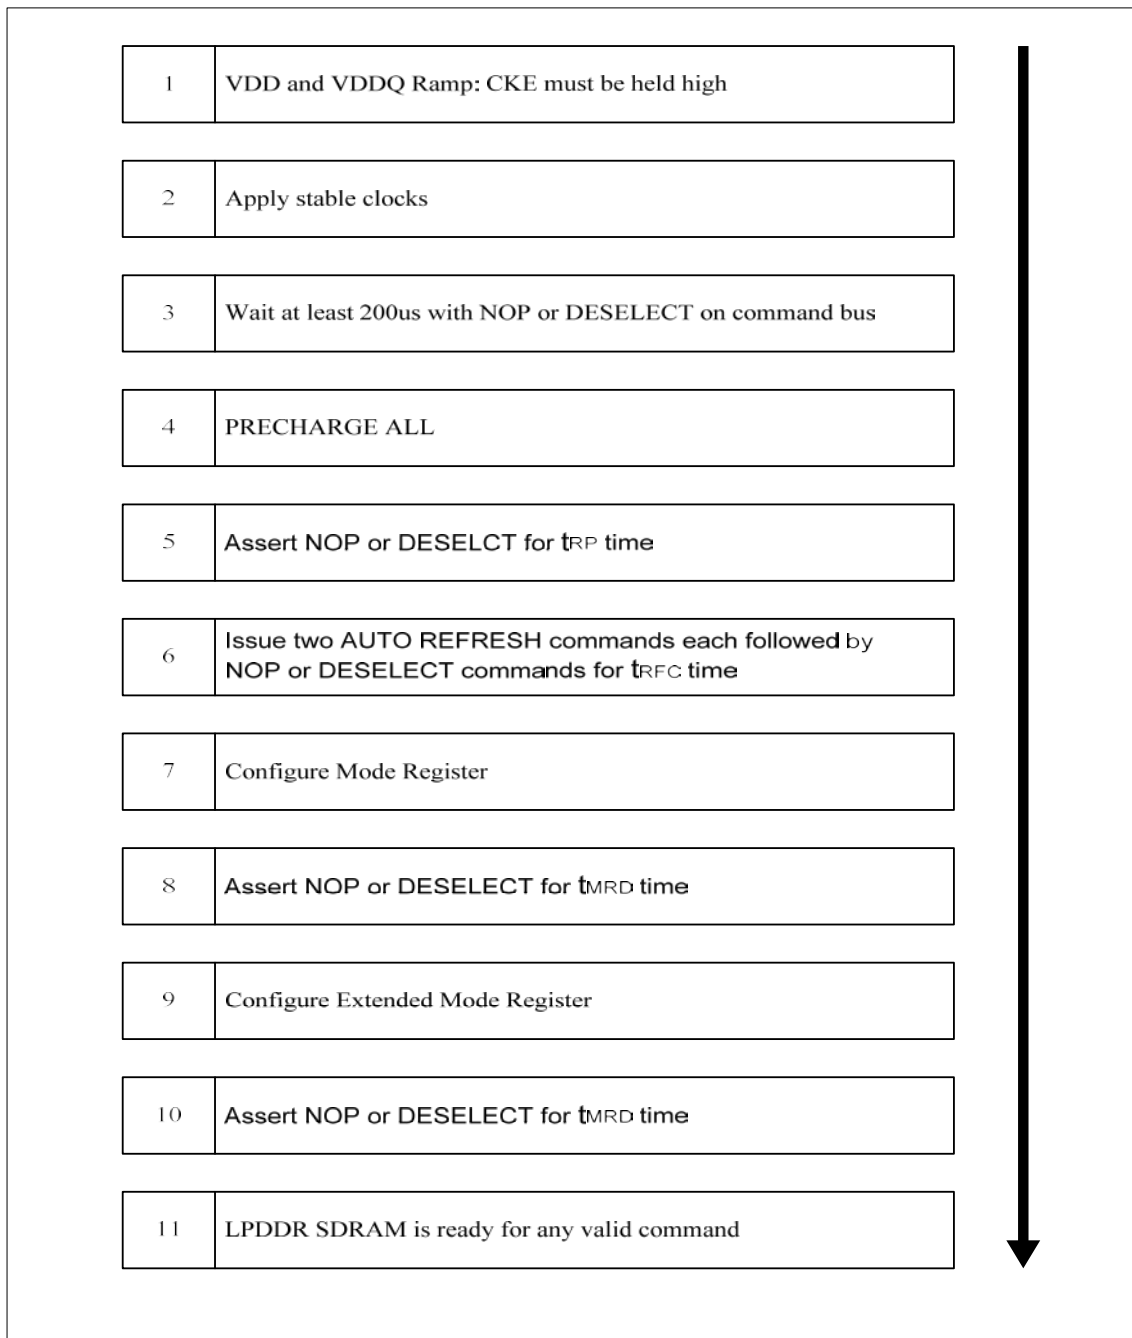 1 VDD and VDDQ Ramp: CKE must be held high
2 Apply stable clocks
3 Wait at least 200us with NOP or DESELECT on command bus
4 PRECHARGE ALL
5 Assert NOP or DESELCT for tRP time
6 Issue two AUTO REFRESH commands each followed by
NOP or DESELECT commands for tRFC time
7 Configure Mode Register
8 Assert NOP or DESELECT for tMRD time
9 Configure Extended Mode Register
10 Assert NOP or DESELECT for tMRD time
11 LPDDR SDRAM is ready for any valid command